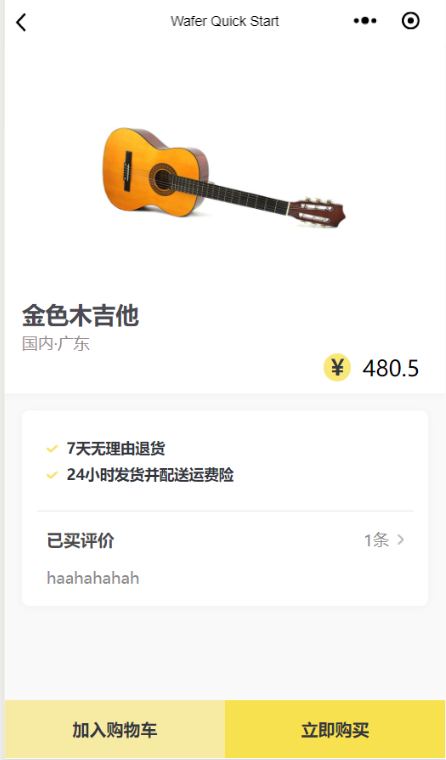 Wafer Quick Start
金色木吉他
国内·广东
¥ 480.5
7天无理由退货
24小时发货并配送运费险
已买评价 1条
haahahahah
加入购物车 立即购买